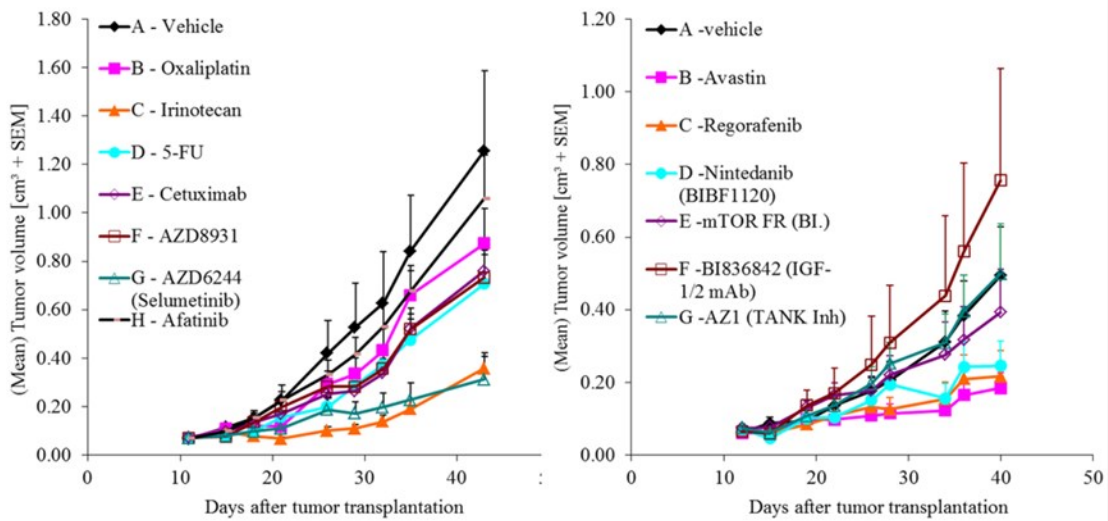 (Mean) Tumor volume [cm³ + SEM]
1.80
1.60
1.40
1.20
1.00
0.80
0.60
0.40
0.20
0.00
A - Vehicle
B - Oxaliplatin
C - Irinotecan
D - 5-FU
E - Cetuximab
F - AZD8931
G - AZD6244
(Selumetinib)
H - Afatinib
0 10 20 30 40 :
Days after tumor transplantation
(Mean) Tumor volume [cm³ + SEM]
1.20
1.00
0.80
0.60
0.40
0.20
0.00
A -vehicle
B -Avastin
C -Regorafenib
D -Nintedanib
(BIBF1120)
E -mTOR FR (BI.)
F -BI836842 (IGF-
1/2 mAb)
G -AZ1 (TANK Inh)
0 10 20 30 40 50
Days after tumor transplantation